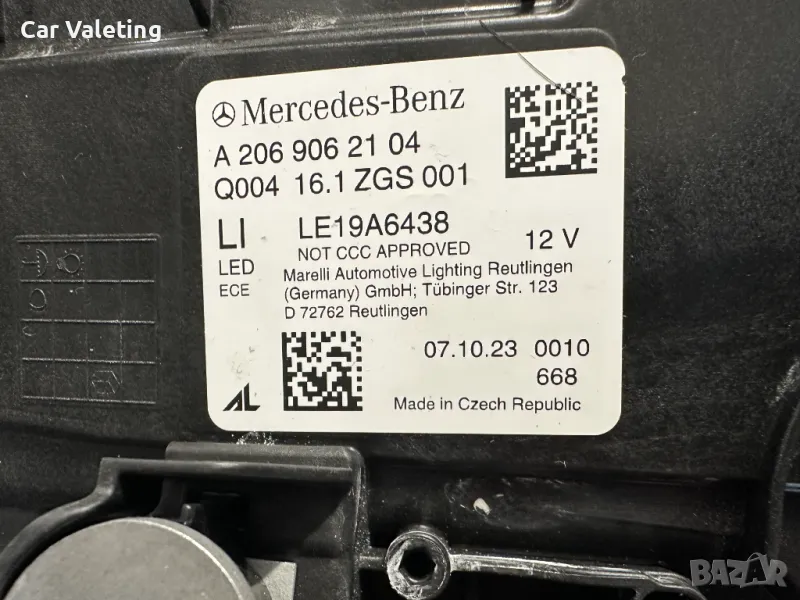 Car Valeting
Mercedes-Benz
A 206 906 21 04
Q004 16.1 ZGS 001
LI LE19A6438
NOT CCC APPROVED 12 V
LED
ECE
Marelli Automotive Lighting Reutlingen
(Germany) GmbH; Tübinger Str. 123
D 72762 Reutlingen
07.10.23 0010
668
AL
Made in Czech Republic
BAZAR